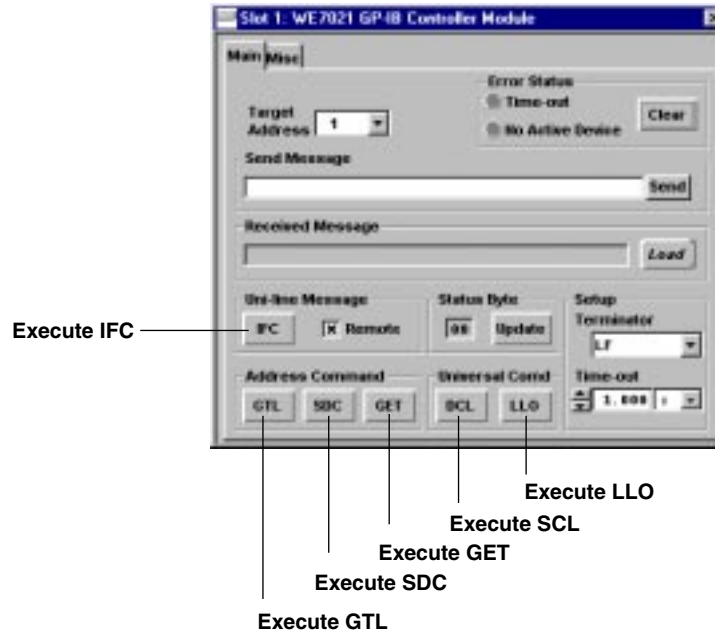 Slot 1: WE7021 GP-IB Controller Module
Main Misc
Error Status
Time-out
Target Address 1
No Active Device
Clear
Send Message
Send
Received Message
Load
Uni-line Message
Status Byte
Setup
Execute IFC
IFC
x Remote
00
Update
Terminator
LF
Address Command
Universal Comd
Time-out
GTL SDC GET
DCL LLO
1.000
Execute LLO
Execute SCL
Execute GET
Execute SDC
Execute GTL